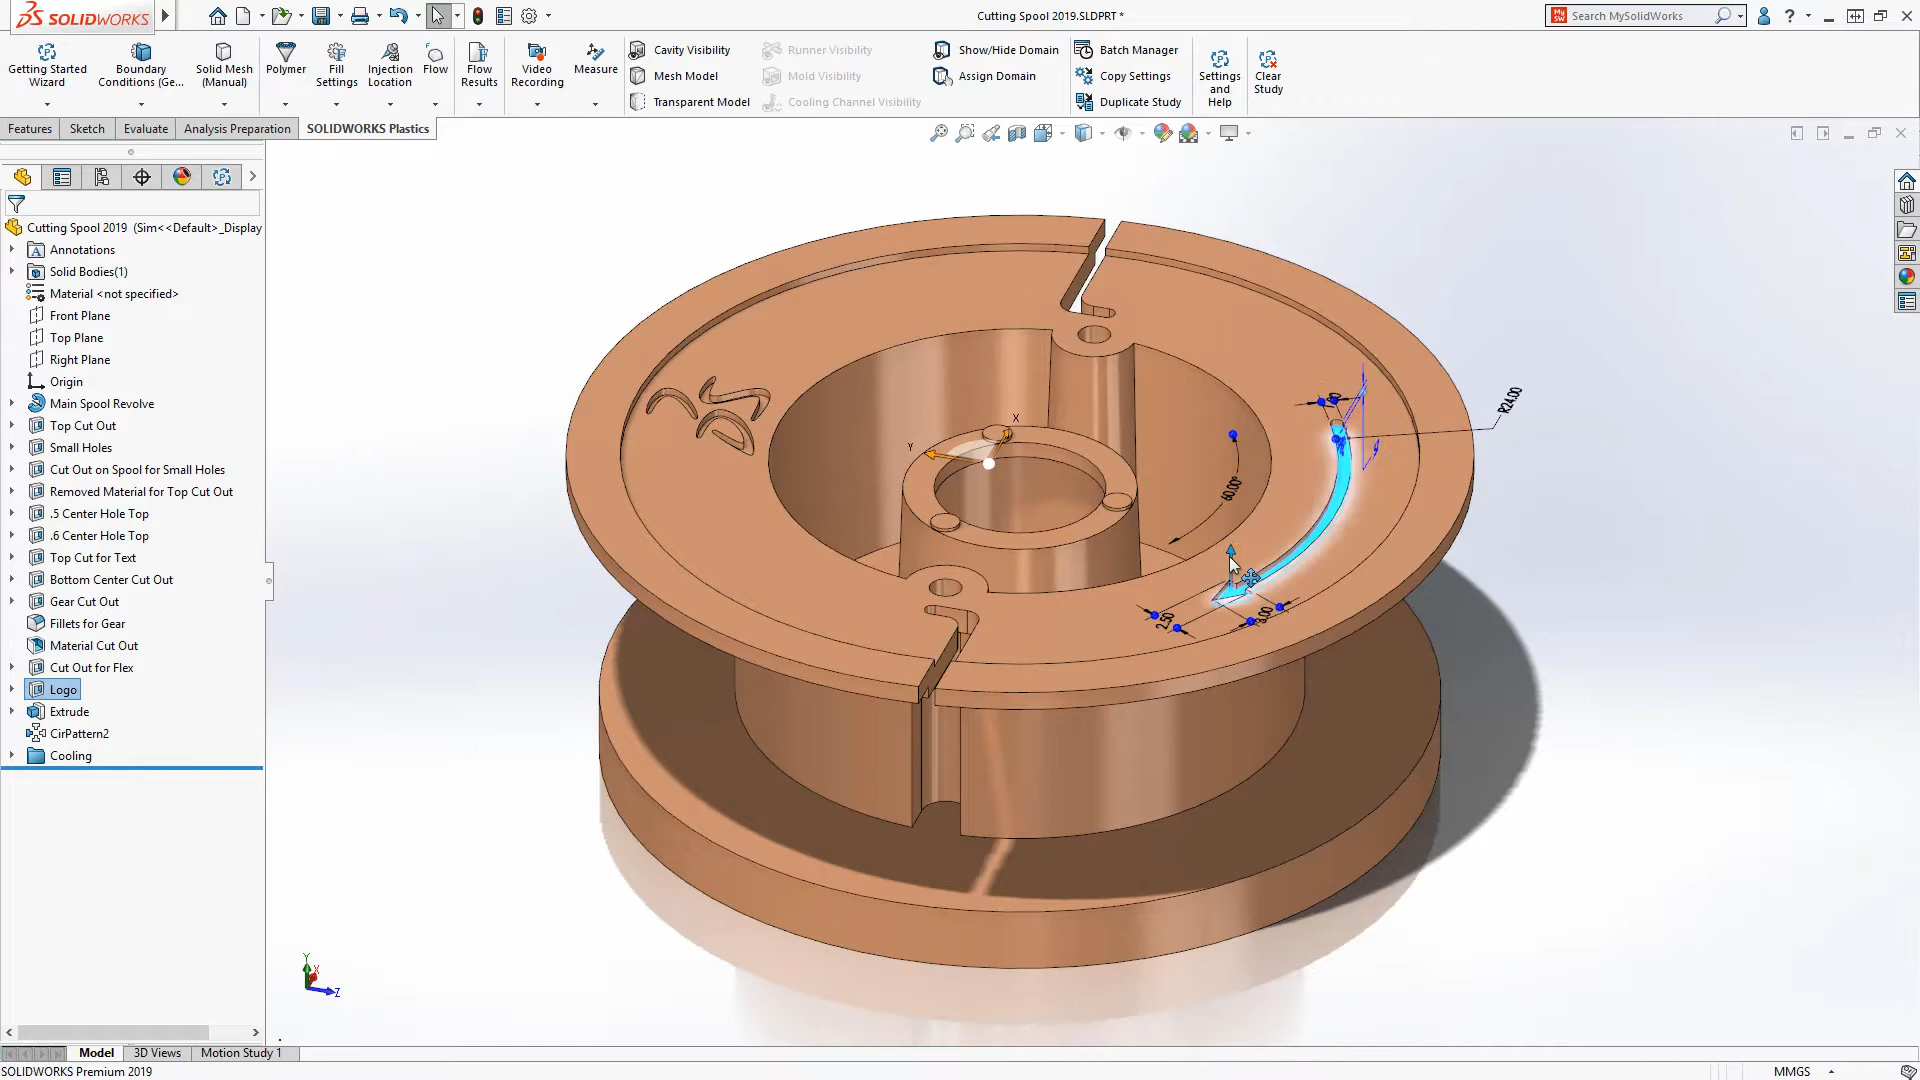 SOLIDWORKS
Cutting Spool 2019.SLDPRT *
Search MySolidWorks
Getting Started Wizard
Boundary Conditions (Ge...
Solid Mesh (Manual)
Polymer
Fill Settings
Injection Location
Flow
Flow Results
Video Recording
Measure
Cavity Visibility
Mesh Model
Transparent Model
Runner Visibility
Mold Visibility
Cooling Channel Visibility
Show/Hide Domain
Assign Domain
Batch Manager
Copy Settings
Duplicate Study
Settings and Help
Clear Study
Features
Sketch
Evaluate
Analysis Preparation
SOLIDWORKS Plastics
Cutting Spool 2019 (Sim<<Default>_Display
Annotations
Solid Bodies(1)
Material <not specified>
Front Plane
Top Plane
Right Plane
Origin
Main Spool Revolve
Top Cut Out
Small Holes
Cut Out on Spool for Small Holes
Removed Material for Top Cut Out
.5 Center Hole Top
.6 Center Hole Top
Top Cut for Text
Bottom Center Cut Out
Gear Cut Out
Fillets for Gear
Material Cut Out
Cut Out for Flex
Logo
Extrude
CirPattern2
Cooling
R24.00
X
Y
60.00°
2.50
3.00
Y
X
Z
Model
3D Views
Motion Study 1
SOLIDWORKS Premium 2019
MMGS